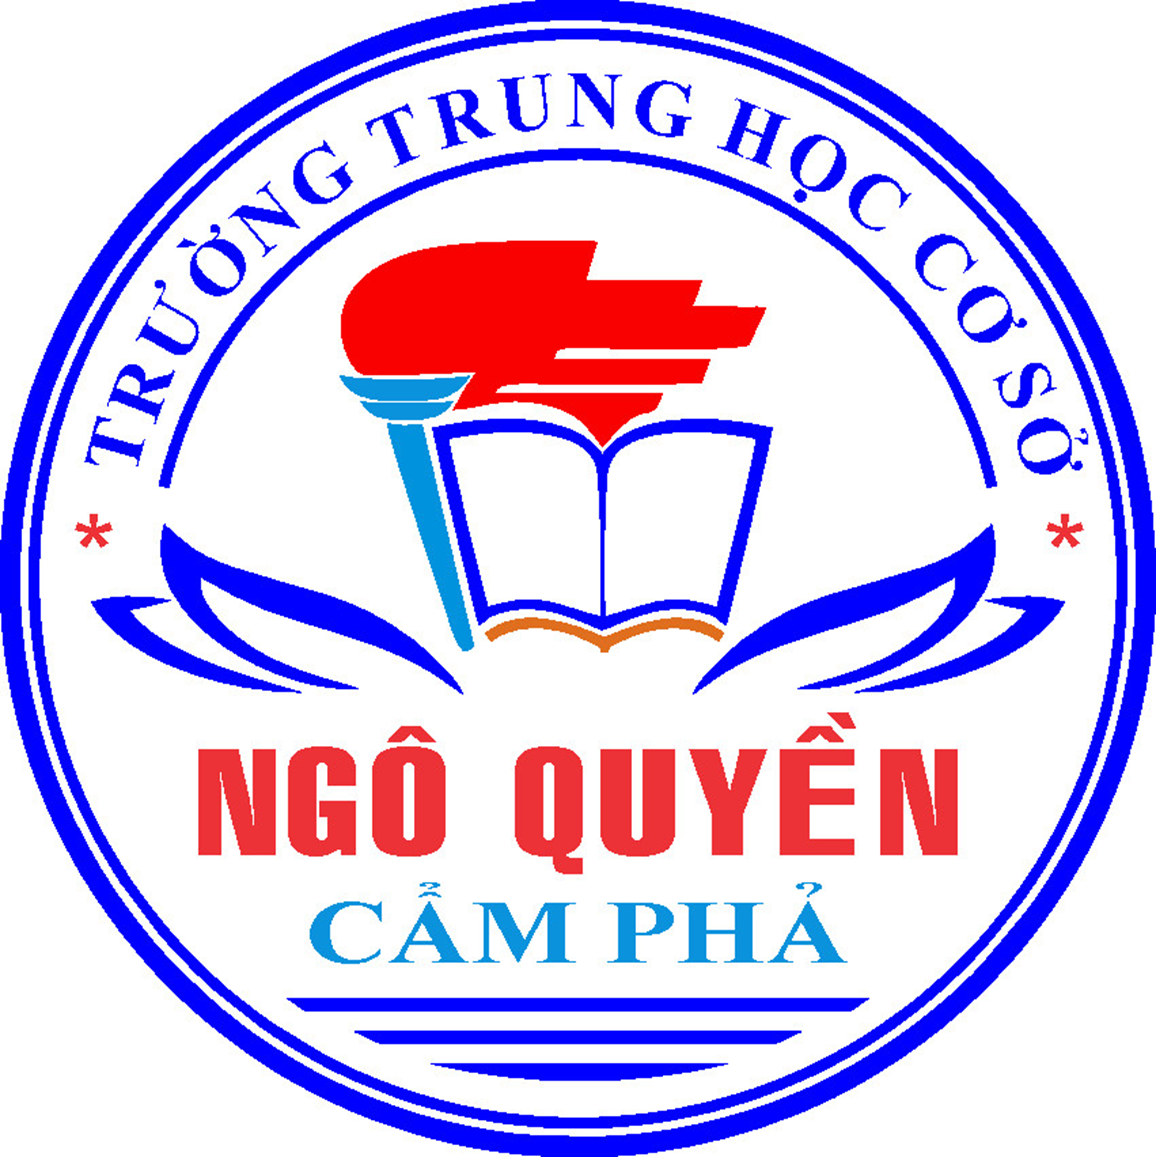 TRƯỜNG TRUNG HỌC CƠ SỞ
NGÔ QUYỀN
CẨM PHẢ